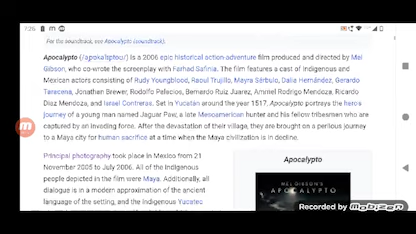 7:26
For the soundtrack, see Apocalypto (soundtrack).
Apocalypto (/əˌpɒkəˈlɪptoʊ/) is a 2006 epic historical action-adventure film produced and directed by Mel
Gibson, who co-wrote the screenplay with Farhad Safinia. The film features a cast of Indigenous and
Mexican actors consisting of Rudy Youngblood, Raoul Trujillo, Mayra Sérbulo, Dalia Hernández, Gerardo
Taracena, Jonathan Brewer, Rodolfo Palacios, Bernardo Ruiz Juarez, Ammel Rodrigo Mendoza, Ricardo
Diaz Mendoza, and Israel Contreras. Set in Yucatán around the year 1517, Apocalypto portrays the hero's
journey of a young man named Jaguar Paw, a late Mesoamerican hunter and his fellow tribesmen who are
captured by an invading force. After the devastation of their village, they are brought on a perilous journey
to a Maya city for human sacrifice at a time when the Maya civilization is in decline.
Principal photography took place in Mexico from 21
November 2005 to July 2006. All of the Indigenous
people depicted in the film were Maya. Additionally, all
dialogue is in a modern approximation of the ancient
language of the setting, and the indigenous Yucatec
Apocalypto
MEL GIBSON'S
APOCALYPTO
Recorded by
Mobizen